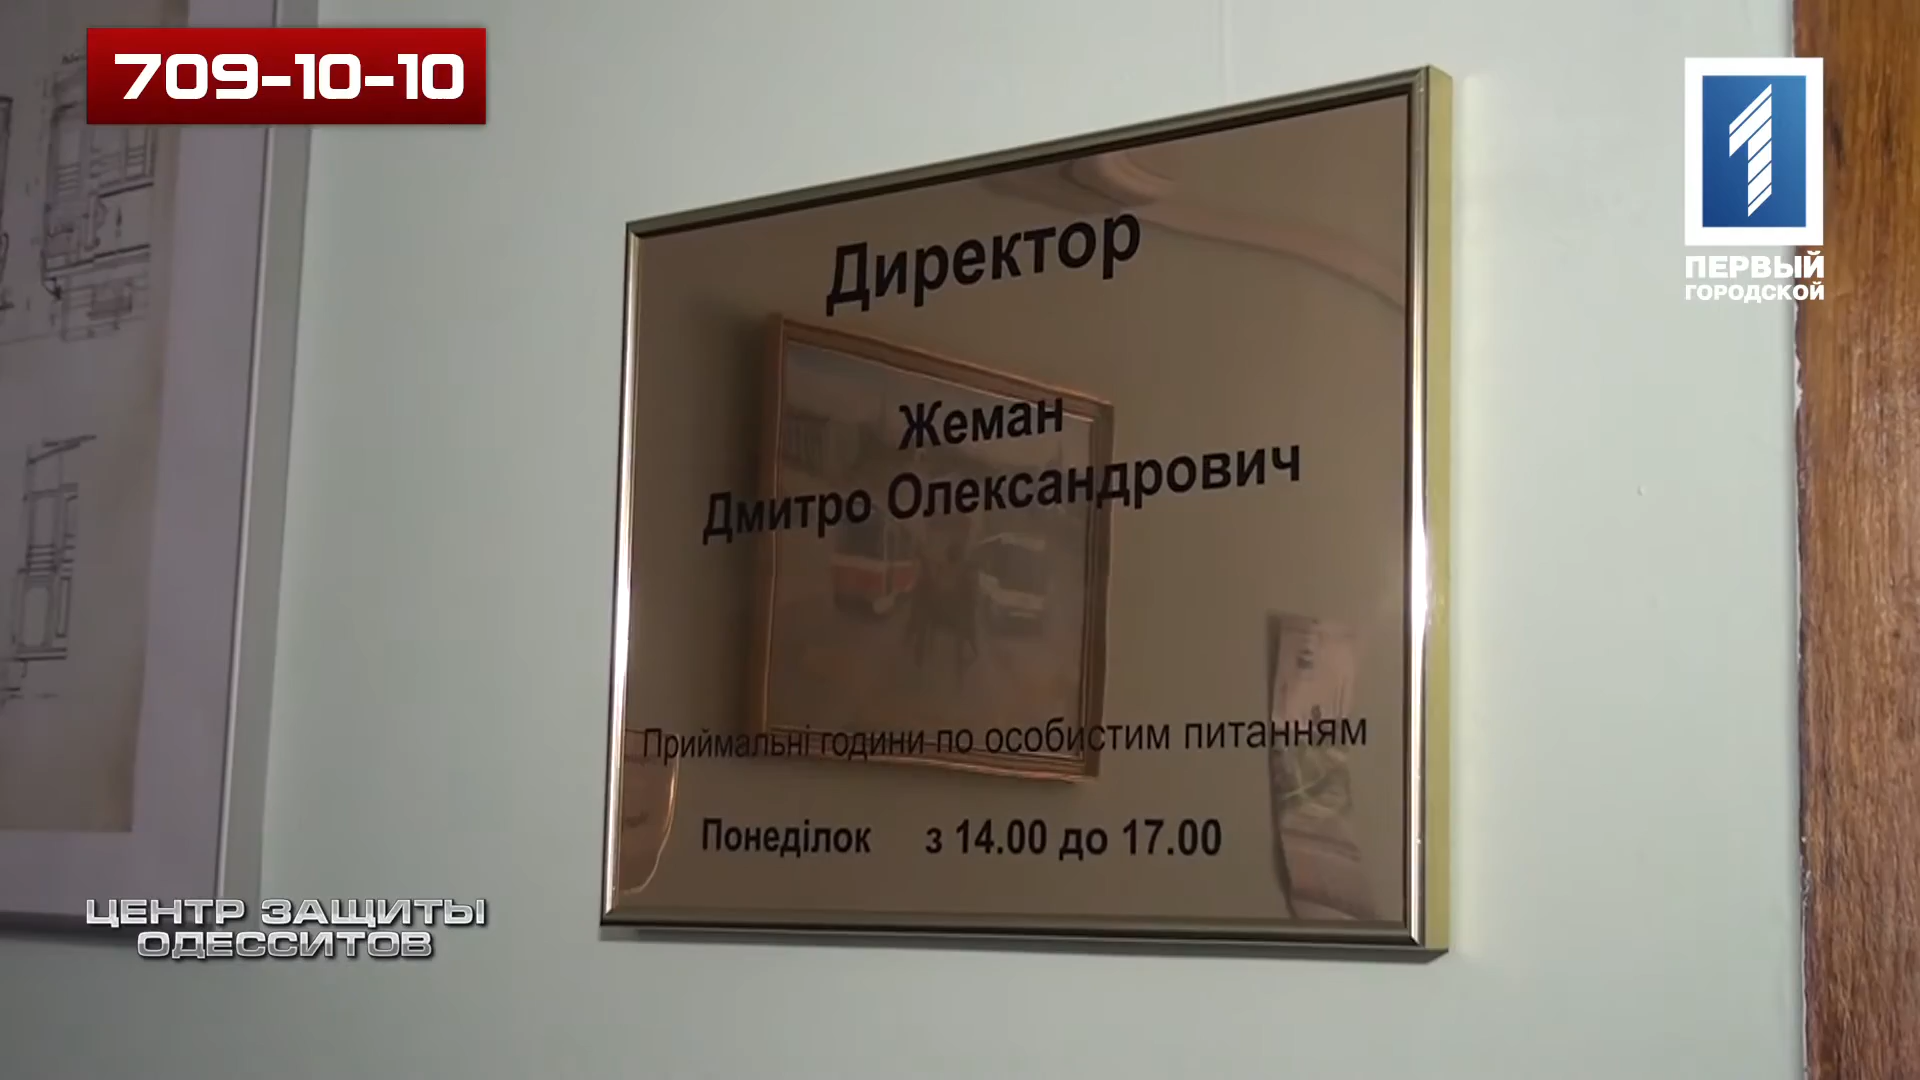 709-10-10
ПЕРВЫЙ
ГОРОДСКОЙ
Директор
Жеман
Дмитро Олександрович
Приймальні години по особистим питанням
Понеділок з 14.00 до 17.00
ЦЕНТР ЗАЩИТЫ
ОДЕССИТОВ